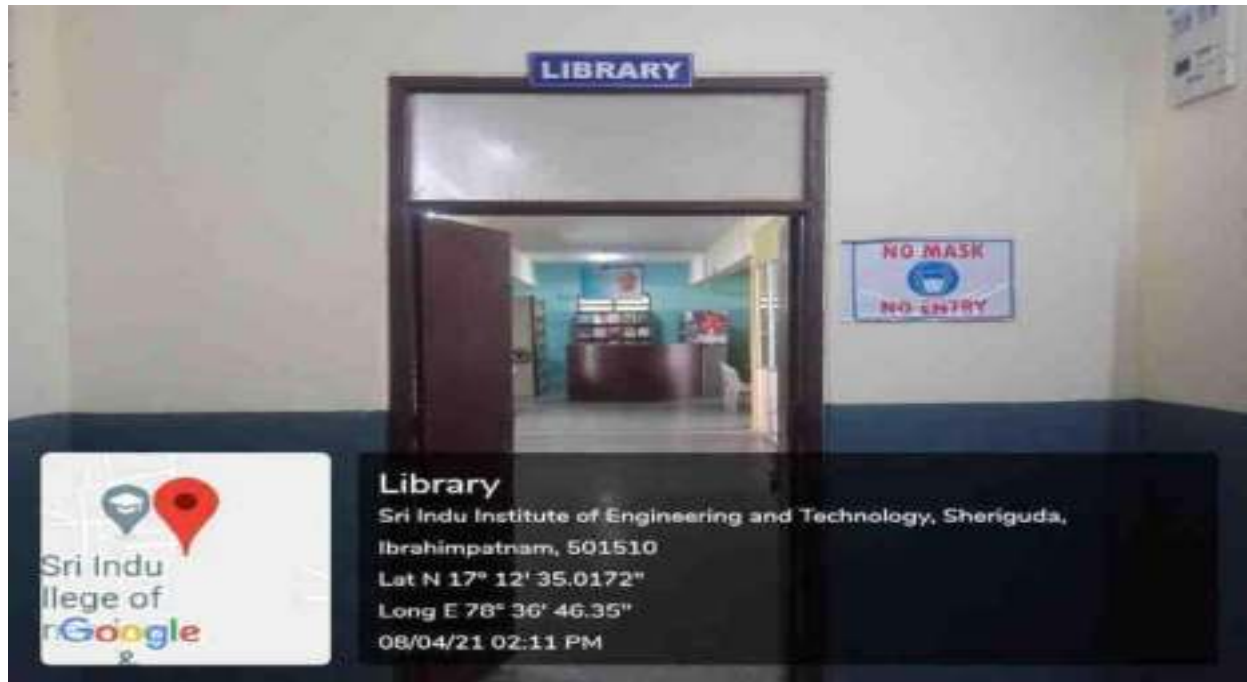 LIBRARY
NO MASK
NO ENTRY
Library
Sri Indu Institute of Engineering and Technology, Sheriguda,
Ibrahimpatnam, 501510
Lat N 17° 12' 35.0172"
Long E 78° 36' 46.35"
08/04/21 02:11 PM
Sri Indu
llege of
Google
&